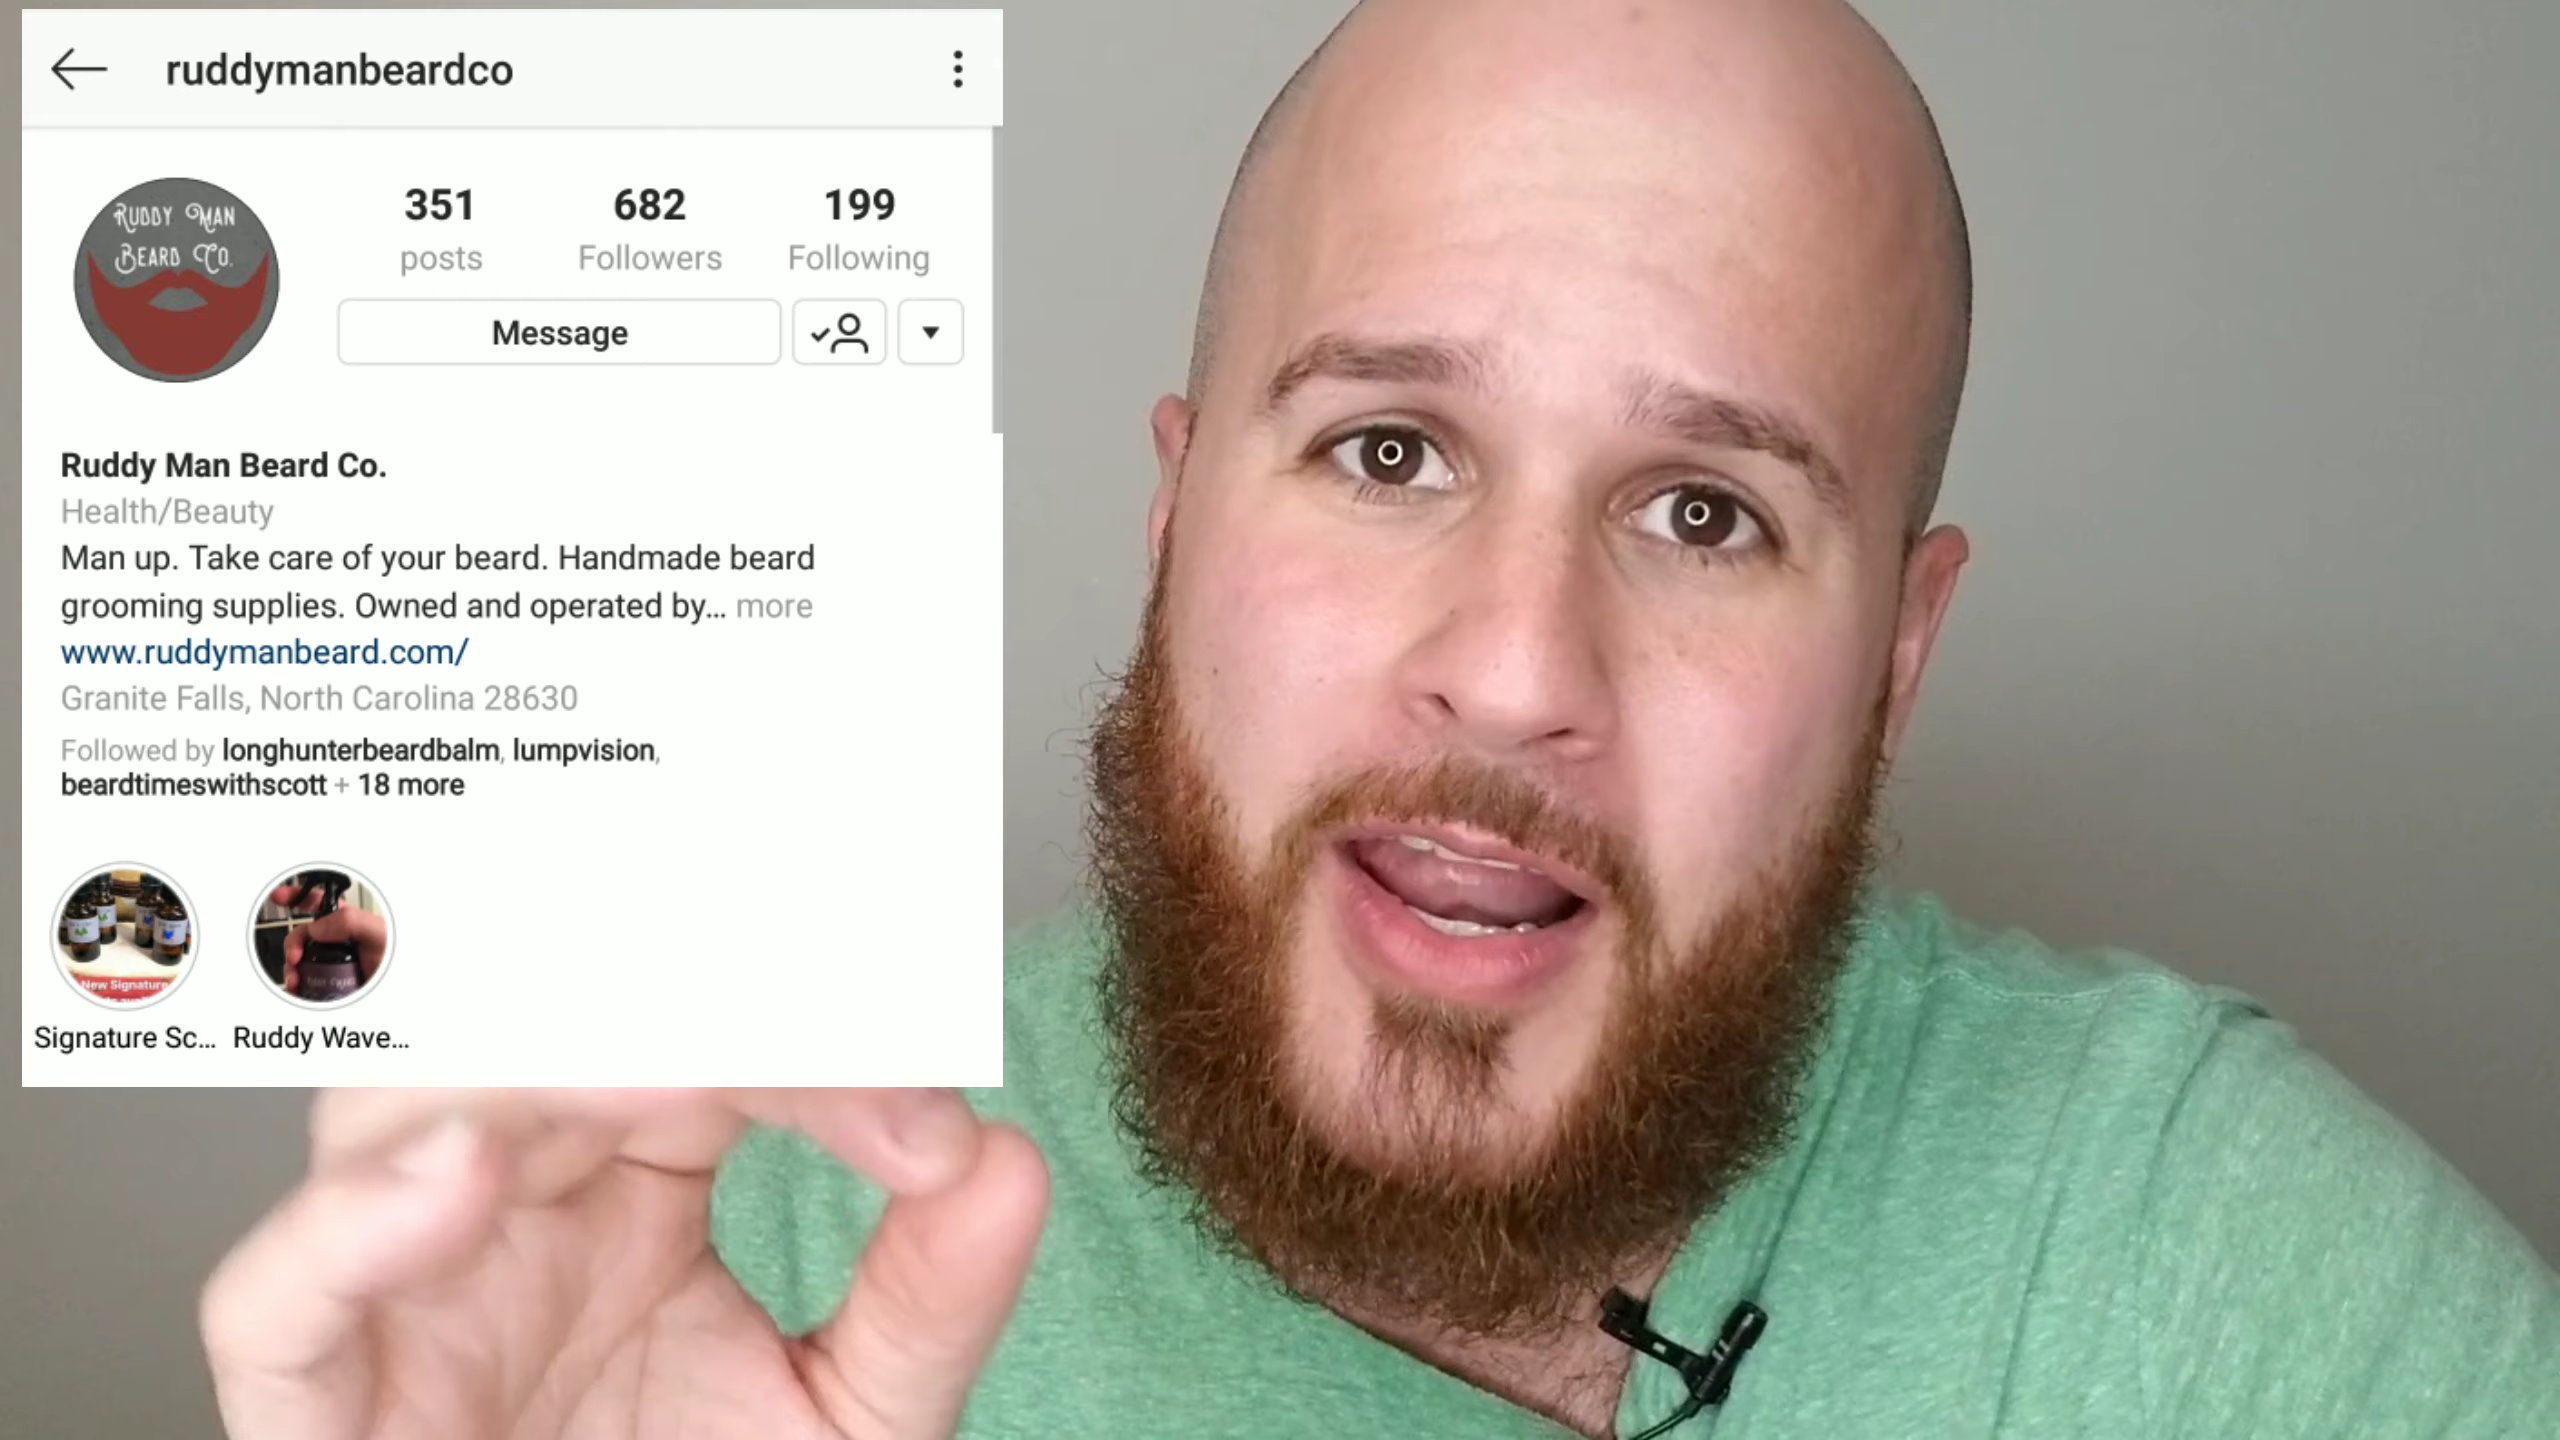 ruddymanbeardco
RUDDY MAN
BEARD CO.
351 682 199
posts Followers Following
Message
Ruddy Man Beard Co.
Health/Beauty
Man up. Take care of your beard. Handmade beard
grooming supplies. Owned and operated by... more
www.ruddymanbeard.com/
Granite Falls, North Carolina 28630
Followed by longhunterbeardbalm, lumpvision,
beardtimeswithscott + 18 more
New Signature
Signature Sc... Ruddy Wave...